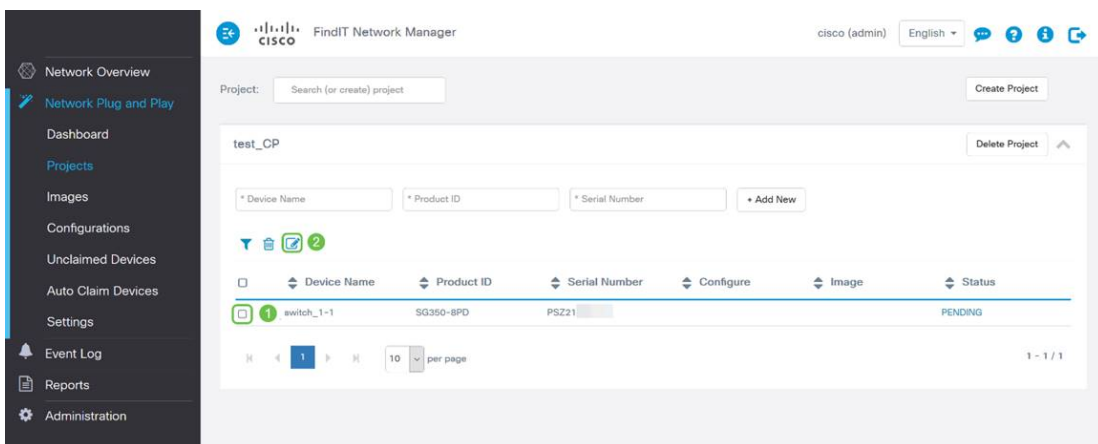 CISCO FindIT Network Manager cisco (admin) English
Network Overview
Network Plug and Play
Dashboard
Projects
Images
Configurations
Unclaimed Devices
Auto Claim Devices
Settings
Event Log
Reports
Administration
Project: Search (or create) project Create Project
test_CP Delete Project
* Device Name * Product ID * Serial Number + Add New
2
Device Name Product ID Serial Number Configure Image Status
1 switch_1-1 SG350-8PD PSZ21 PENDING
1 10 per page 1 - 1 / 1